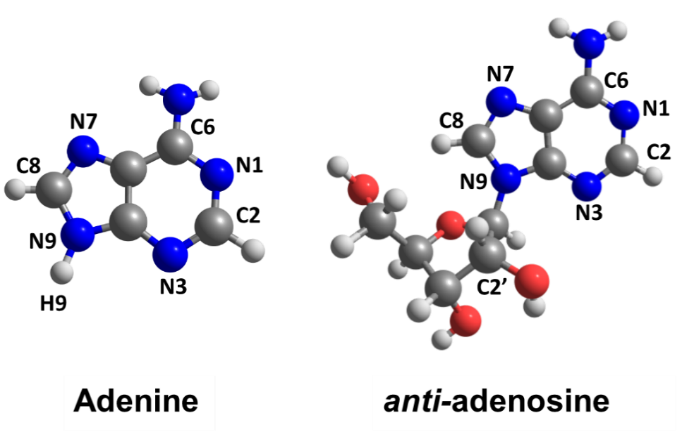 N7
C6
C8
N1
C2
N9
N3
H9
Adenine
C6
N7
N1
C8
C2
N9
N3
C2’
anti-adenosine